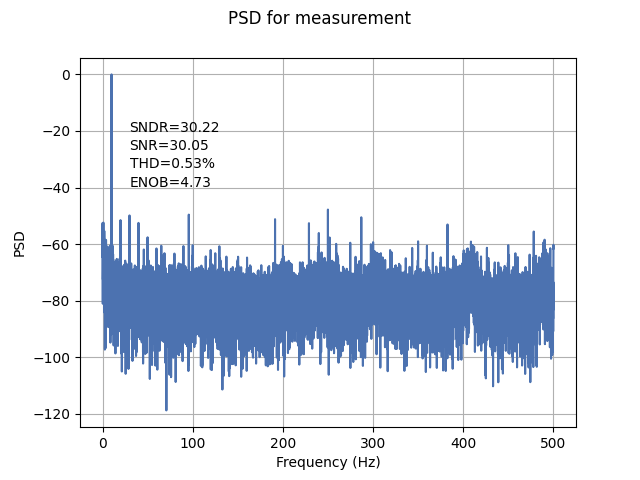 PSD for measurement
0
−20
−40
−60
−80
−100
−120
PSD
SNDR=30.22
SNR=30.05
THD=0.53%
ENOB=4.73
0 100 200 300 400 500
Frequency (Hz)